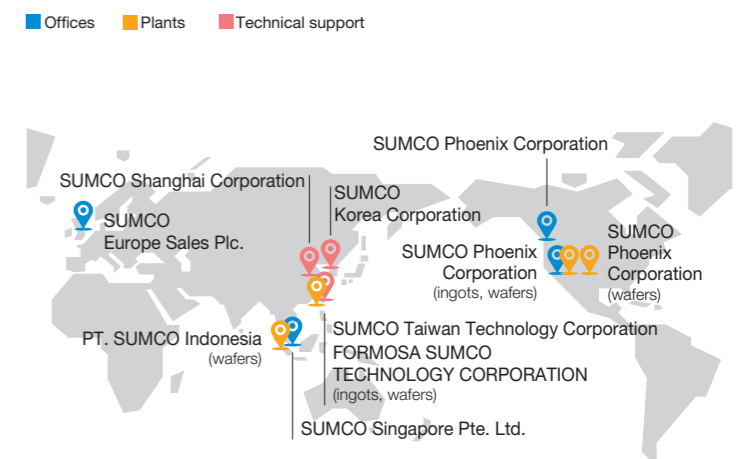 Offices
Plants
Technical support
SUMCO Phoenix Corporation
SUMCO Shanghai Corporation
SUMCO
Korea Corporation
SUMCO
Europe Sales Plc.
SUMCO Phoenix
Corporation
(ingots, wafers)
SUMCO
Phoenix
Corporation
(wafers)
PT. SUMCO Indonesia
(wafers)
SUMCO Taiwan Technology Corporation
FORMOSA SUMCO
TECHNOLOGY CORPORATION
(ingots, wafers)
SUMCO Singapore Pte. Ltd.